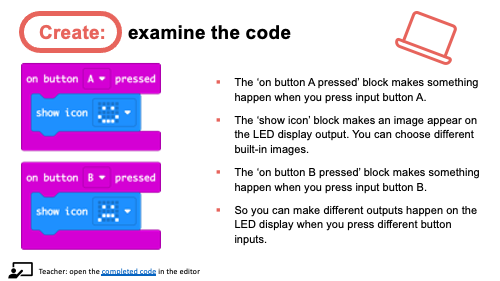 Create: examine the code
on button A pressed
show icon
on button B pressed
show icon
The ‘on button A pressed’ block makes something
happen when you press input button A.
The ‘show icon’ block makes an image appear on
the LED display output. You can choose different
built-in images.
The ‘on button B pressed’ block makes something
happen when you press input button B.
So you can make different outputs happen on the
LED display when you press different button
inputs.
Teacher: open the completed code in the editor